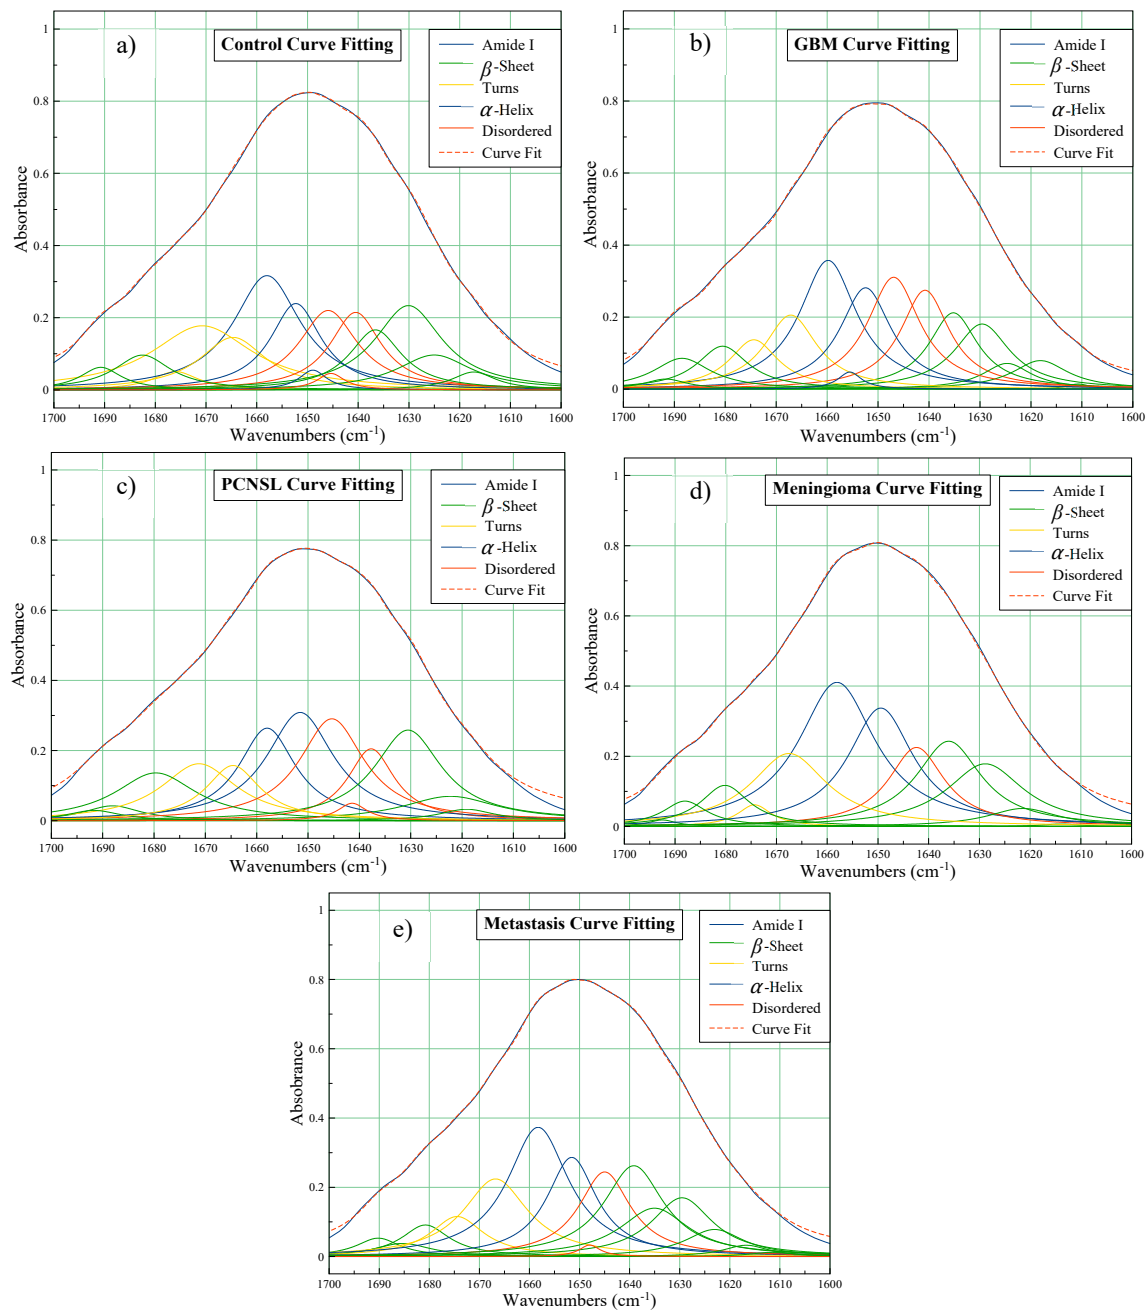 a)
Control Curve Fitting
Amide I
β-Sheet
Turns
α-Helix
Disordered
Curve Fit
Absorbance
1
0.8
0.6
0.4
0.2
0
1700 1690 1680 1670 1660 1650 1640 1630 1620 1610 1600
Wavenumbers (cm-1)
b)
GBM Curve Fitting
Amide I
β-Sheet
Turns
α-Helix
Disordered
Curve Fit
Absorbance
1
0.8
0.6
0.4
0.2
0
1700 1690 1680 1670 1660 1650 1640 1630 1620 1610 1600
Wavenumbers (cm-1)
c)
PCNSL Curve Fitting
Amide I
β-Sheet
Turns
α-Helix
Disordered
Curve Fit
Absorbance
1
0.8
0.6
0.4
0.2
0
1700 1690 1680 1670 1660 1650 1640 1630 1620 1610 1600
Wavenumbers (cm-1)
d)
Meningioma Curve Fitting
Amide I
β-Sheet
Turns
α-Helix
Disordered
Curve Fit
Absorbance
1
0.8
0.6
0.4
0.2
0
1700 1690 1680 1670 1660 1650 1640 1630 1620 1610 1600
Wavenumbers (cm-1)
e)
Metastasis Curve Fitting
Amide I
β-Sheet
Turns
α-Helix
Disordered
Curve Fit
Absobrance
1
0.8
0.6
0.4
0.2
0
1700 1690 1680 1670 1660 1650 1640 1630 1620 1610 1600
Wavenumbers (cm-1)